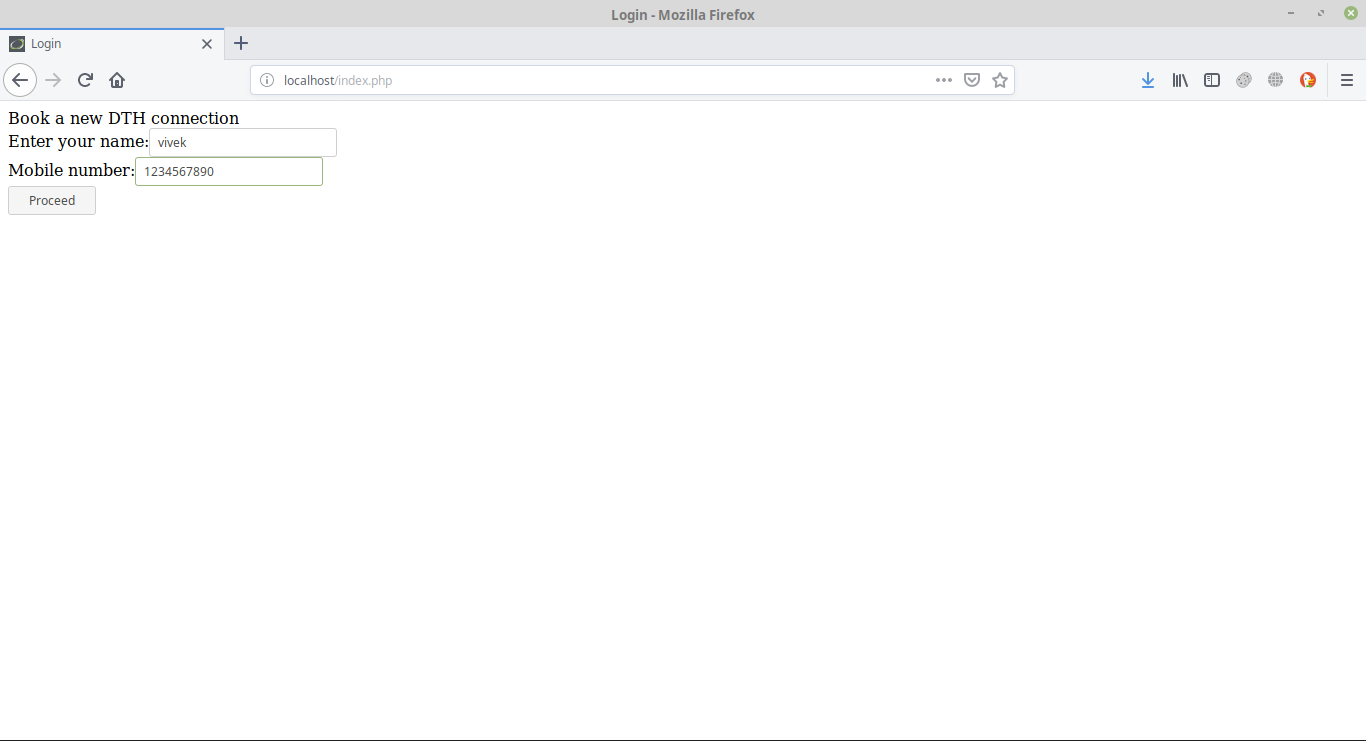 Login - Mozilla Firefox
Login
localhost/index.php
Book a new DTH connection
Enter your name: vivek
Mobile number: 1234567890
Proceed